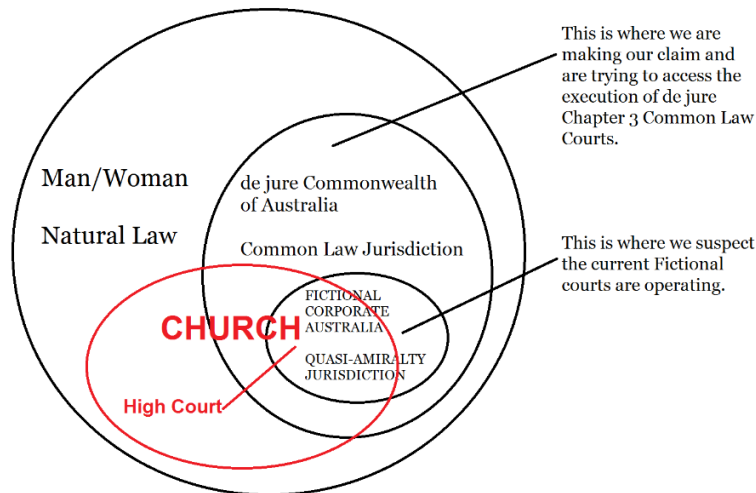 This is where we are
making our claim and
are trying to access the
execution of de jure
Chapter 3 Common Law
Courts.
Man/Woman
Natural Law
de jure Commonwealth
of Australia
Common Law Jurisdiction
This is where we suspect
the current Fictional
courts are operating.
FICTIONAL
CORPORATE
AUSTRALIA
CHURCH
QUASI-AMIRALTY
JURISDICTION
High Court